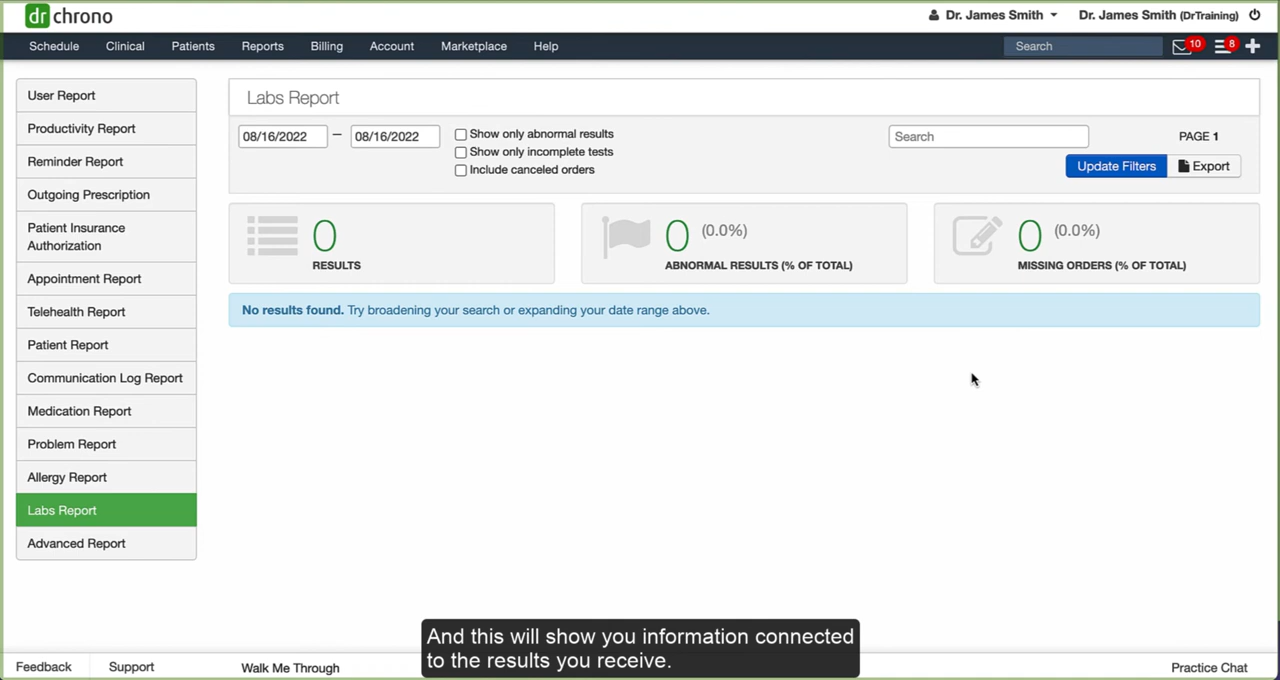 dr chrono
Dr. James Smith
Dr. James Smith (DrTraining)
Schedule Clinical Patients Reports Billing Account Marketplace Help
Search
10
8
User Report
Productivity Report
Reminder Report
Outgoing Prescription
Patient Insurance
Authorization
Appointment Report
Telehealth Report
Patient Report
Communication Log Report
Medication Report
Problem Report
Allergy Report
Labs Report
Advanced Report
Labs Report
08/16/2022 – 08/16/2022
Show only abnormal results
Show only incomplete tests
Include canceled orders
Search
PAGE 1
Update Filters
Export
0
RESULTS
0 (0.0%)
ABNORMAL RESULTS (% OF TOTAL)
0 (0.0%)
MISSING ORDERS (% OF TOTAL)
No results found. Try broadening your search or expanding your date range above.
And this will show you information connected
to the results you receive.
Feedback Support Walk Me Through Practice Chat